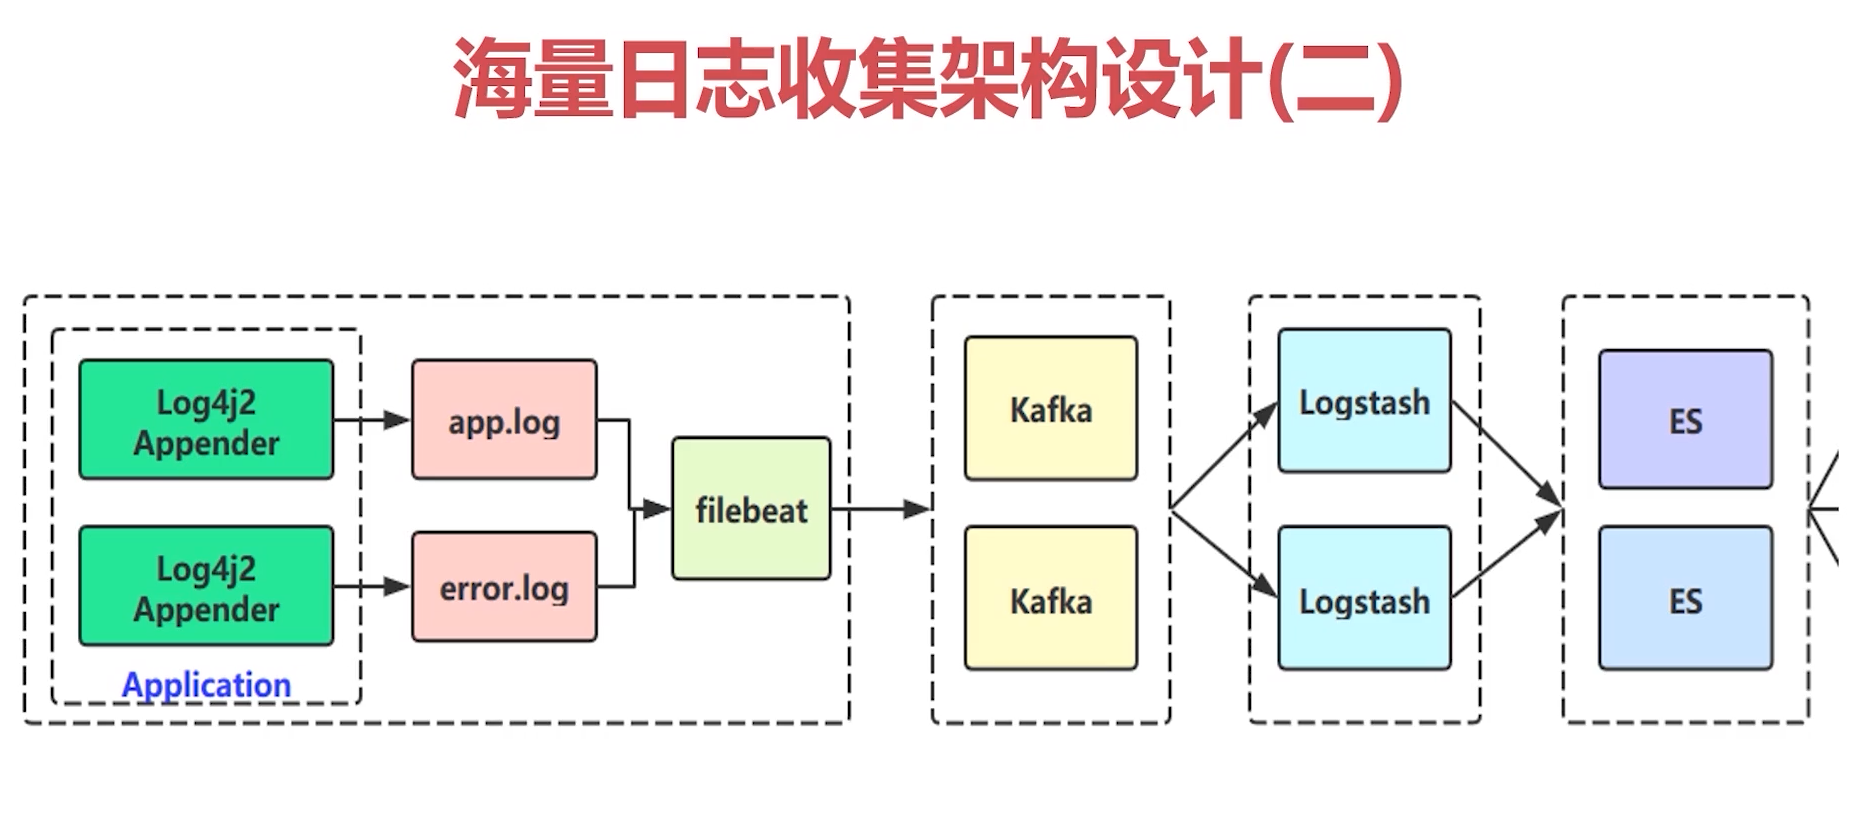 海量日志收集架构设计(二)
Log4j2
Appender
app.log
Log4j2
Appender
error.log
Application
filebeat
Kafka
Kafka
Logstash
Logstash
ES
ES